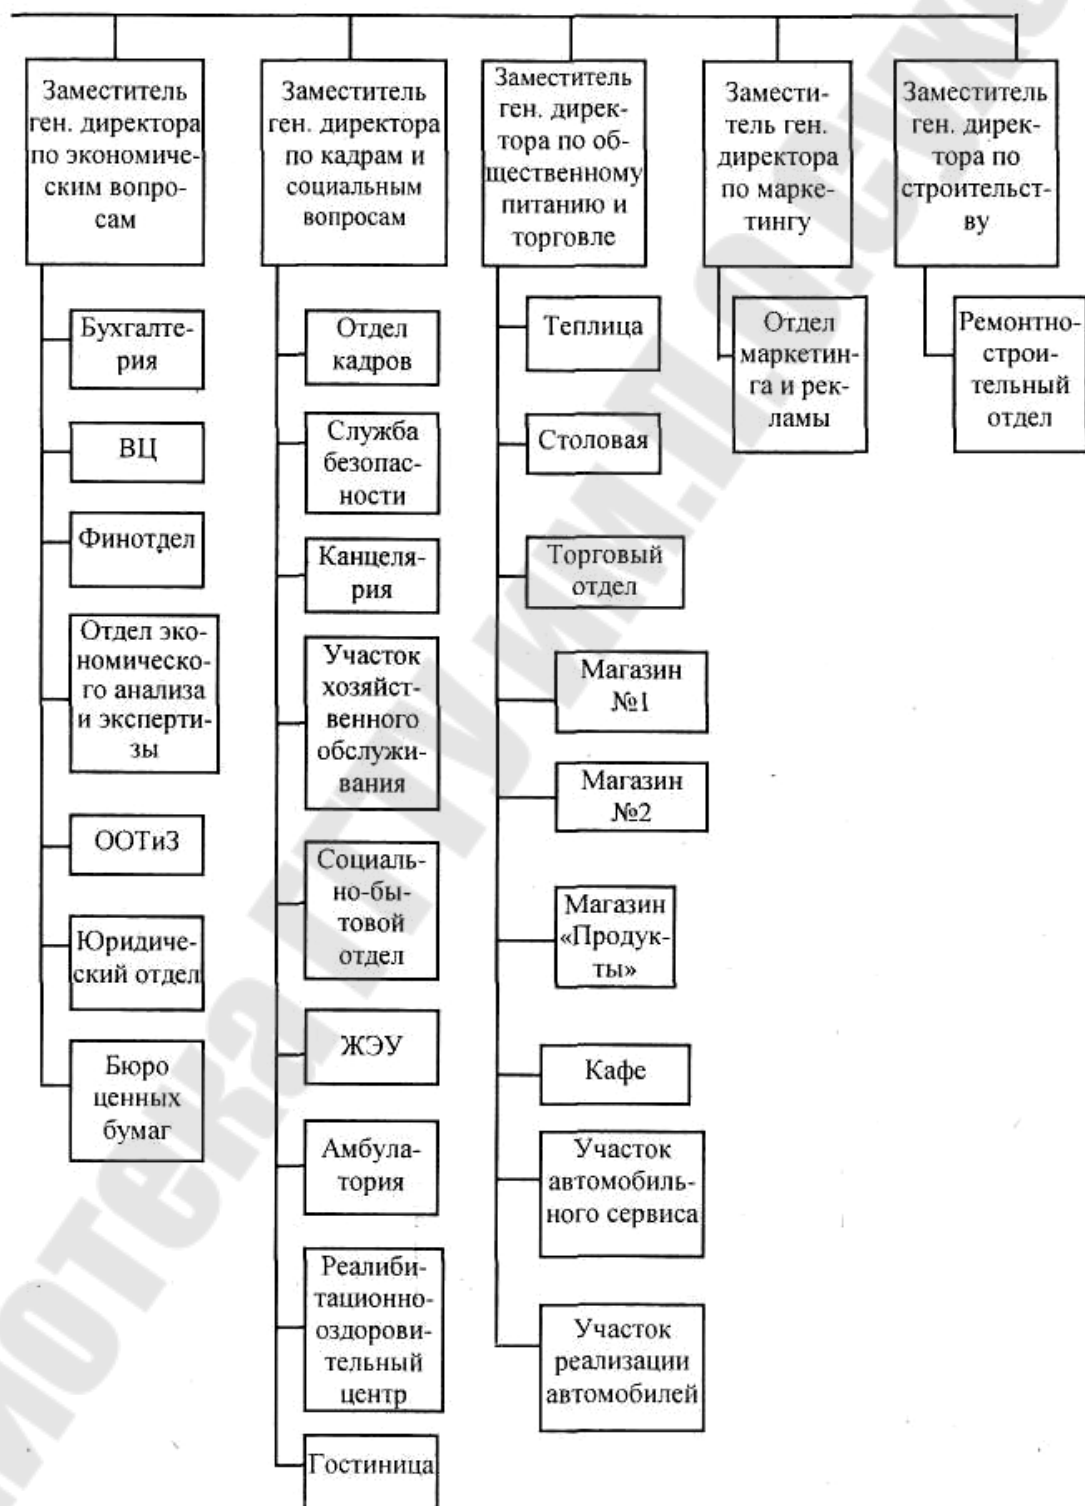 Заместитель
ген. директора
по экономиче-
ским вопро-
сам
Заместитель
ген. директора
по кадрам и
социальным
вопросам
Заместитель
ген. дирек-
тора по об-
щественному
питанию и
торговле
Замести-
тель ген.
директора
по марке-
тингу
Заместитель
ген. дирек-
тора по
строительст-
ву
Бухгалте-
рия
ВЦ
Финотдел
Отдел эко-
номическо-
го анализа
и эксперти-
зы
ООТиЗ
Юридиче-
ский отдел
Бюро
ценных
бумаг
Отдел
кадров
Служба
безопас-
ности
Канцеля-
рия
Участок
хозяйст-
венного
обслужи-
вания
Социаль-
но-бы-
товой
отдел
ЖЭУ
Амбула-
тория
Реалиби-
тационно-
оздорови-
тельный
центр
Гостиница
Теплица
Столовая
Торговый
отдел
Магазин
№1
Магазин
№2
Магазин
«Продук-
ты»
Кафе
Участок
автомобиль-
ного сервиса
Участок
реализации
автомобилей
Отдел
маркетин-
га и рек-
ламы
Ремонтно-
строи-
тельный
отдел